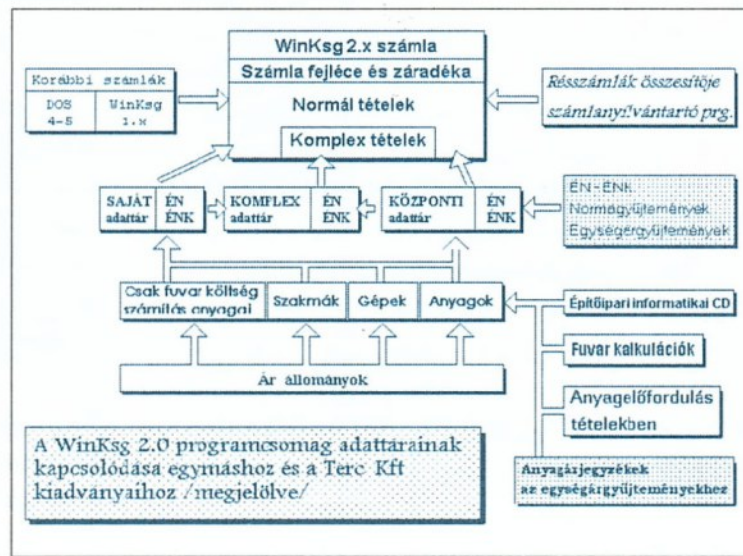 WinKsg 2.x számla
Számla fejléce és záradéka
Normál tételek
Komplex tételek
Korábbi számlák
DOS
4-5
WinKsg
1.x
Résszámlák összesítője
számlanyilvántartó prg.
SAJÁT
adattár
ÉN
ÉNK
KOMPLEX
adattár
ÉN
ÉNK
KÖZPONTI
adattár
ÉN
ÉNK
ÉN - ÉNK
Normagyűjtemények
Egységárgyűjtemények
Csak fuvar költség
számítás anyagai
Szakmák
Gépek
Anyagok
Építőipari informatikai CD
Fuvar kalkulációk
Anyagelőfordulás
tételekben
Anyagárjegyzékek
az egységárgyűjteményekhez
Ár állományok
A WinKsg 2.0 programcsomag adattárainak
kapcsolódása egymáshoz és a Terc Kft
kiadványaihoz /megjelölve/